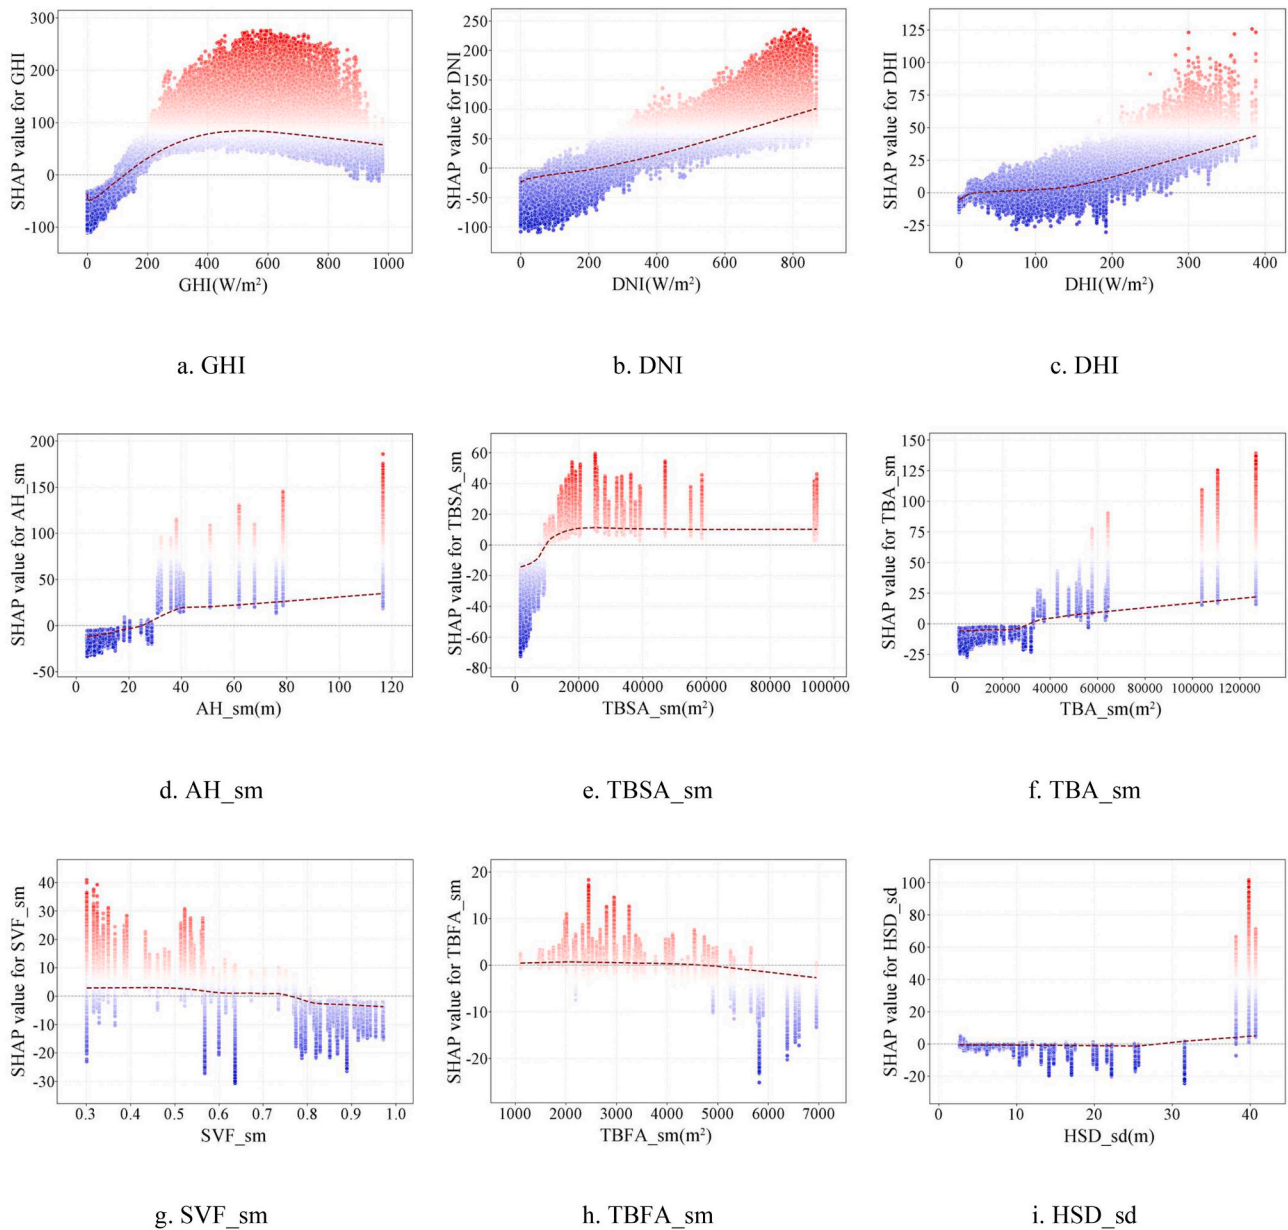 SHAP value for GHI
300
200
100
0
-100
0 200 400 600 800 1000
GHI(W/m²)
a. GHI
SHAP value for DNI
250
200
150
100
50
0
-50
-100
0 200 400 600 800
DNI(W/m²)
b. DNI
SHAP value for DHI
125
100
75
50
25
0
-25
0 100 200 300 400
DHI(W/m²)
c. DHI
SHAP value for AH_sm
200
150
100
50
0
-50
0 20 40 60 80 100 120
AH_sm(m)
d. AH_sm
SHAP value for TBSA_sm
60
40
20
0
-20
-40
-60
-80
0 20000 40000 60000 80000 100000
TBSA_sm(m²)
e. TBSA_sm
SHAP value for TBA_sm
150
125
100
75
50
25
0
-25
0 20000 40000 60000 80000 100000 120000
TBA_sm(m²)
f. TBA_sm
SHAP value for SVF_sm
40
30
20
10
0
-10
-20
-30
0.3 0.4 0.5 0.6 0.7 0.8 0.9 1.0
SVF_sm
g. SVF_sm
SHAP value for TBFA_sm
20
10
0
-10
-20
1000 2000 3000 4000 5000 6000 7000
TBFA_sm(m²)
h. TBFA_sm
SHAP value for HSD_sd
100
80
60
40
20
0
-20
0 10 20 30 40
HSD_sd(m)
i. HSD_sd